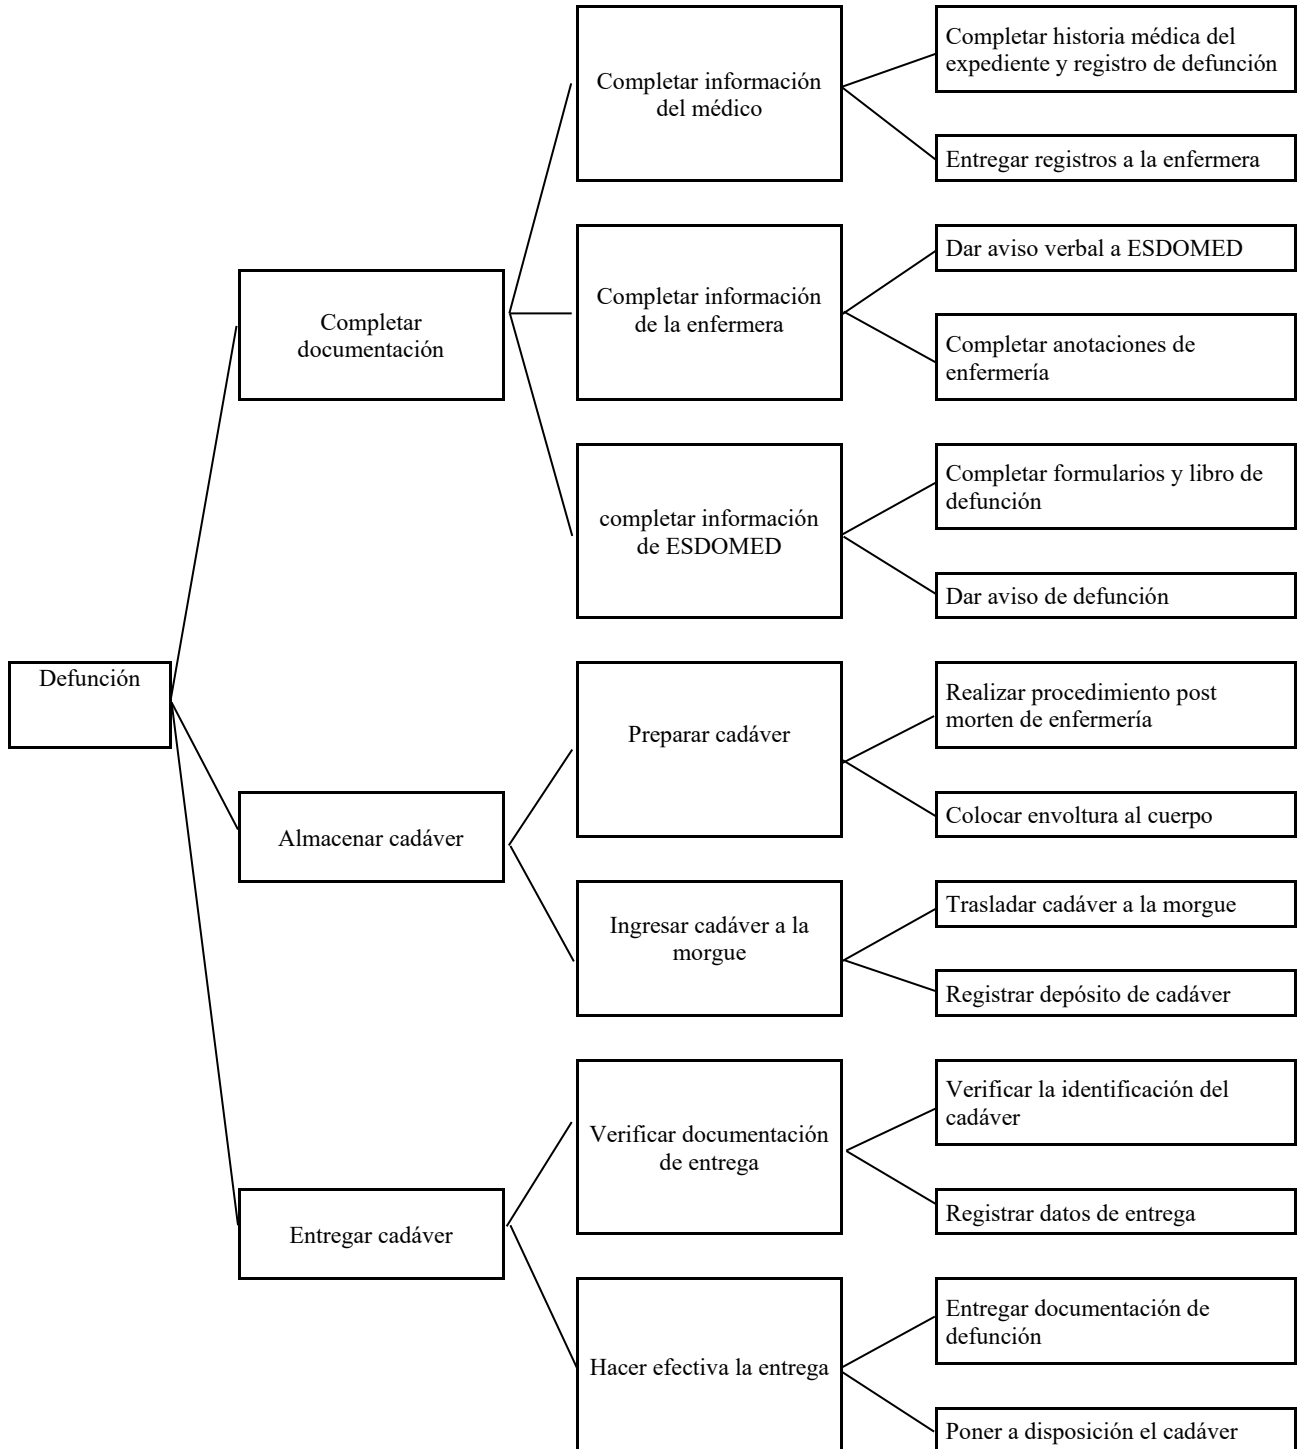 Completar historia médica del
expediente y registro de defunción
Completar información
del médico
Entregar registros a la enfermera
Dar aviso verbal a ESDOMED
Completar información
de la enfermera
Completar
documentación
Completar anotaciones de
enfermería
Completar formularios y libro de
defunción
completar información
de ESDOMED
Dar aviso de defunción
Defunción
Realizar procedimiento post
morten de enfermería
Preparar cadáver
Colocar envoltura al cuerpo
Almacenar cadáver
Ingresar cadáver a la
morgue
Trasladar cadáver a la morgue
Registrar depósito de cadáver
Verificar la identificación del
cadáver
Verificar documentación
de entrega
Registrar datos de entrega
Entregar cadáver
Entregar documentación de
defunción
Hacer efectiva la entrega
Poner a disposición el cadáver